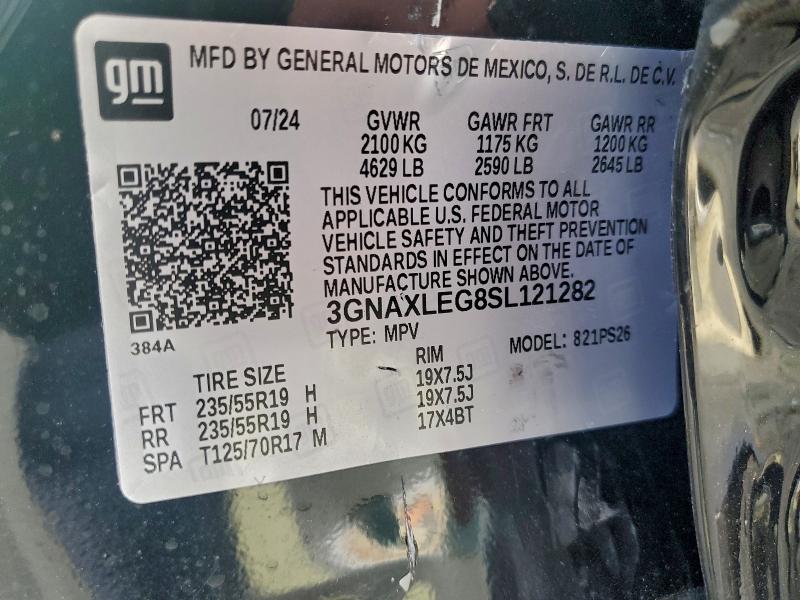 gm
MFD BY GENERAL MOTORS DE MEXICO, S. DE R.L. DE C.V.
07/24 GVWR GAWR FRT GAWR RR
2100 KG 1175 KG 1200 KG
4629 LB 2590 LB 2645 LB
THIS VEHICLE CONFORMS TO ALL
APPLICABLE U.S. FEDERAL MOTOR
VEHICLE SAFETY AND THEFT PREVENTION
STANDARDS IN EFFECT ON THE DATE OF
MANUFACTURE SHOWN ABOVE.
3GNAXLEG8SL121282
384A
TYPE: MPV MODEL: 821PS26
TIRE SIZE RIM
FRT 235/55R19 H 19X7.5J
RR 235/55R19 H 19X7.5J
SPA T125/70R17 M 17X4BT